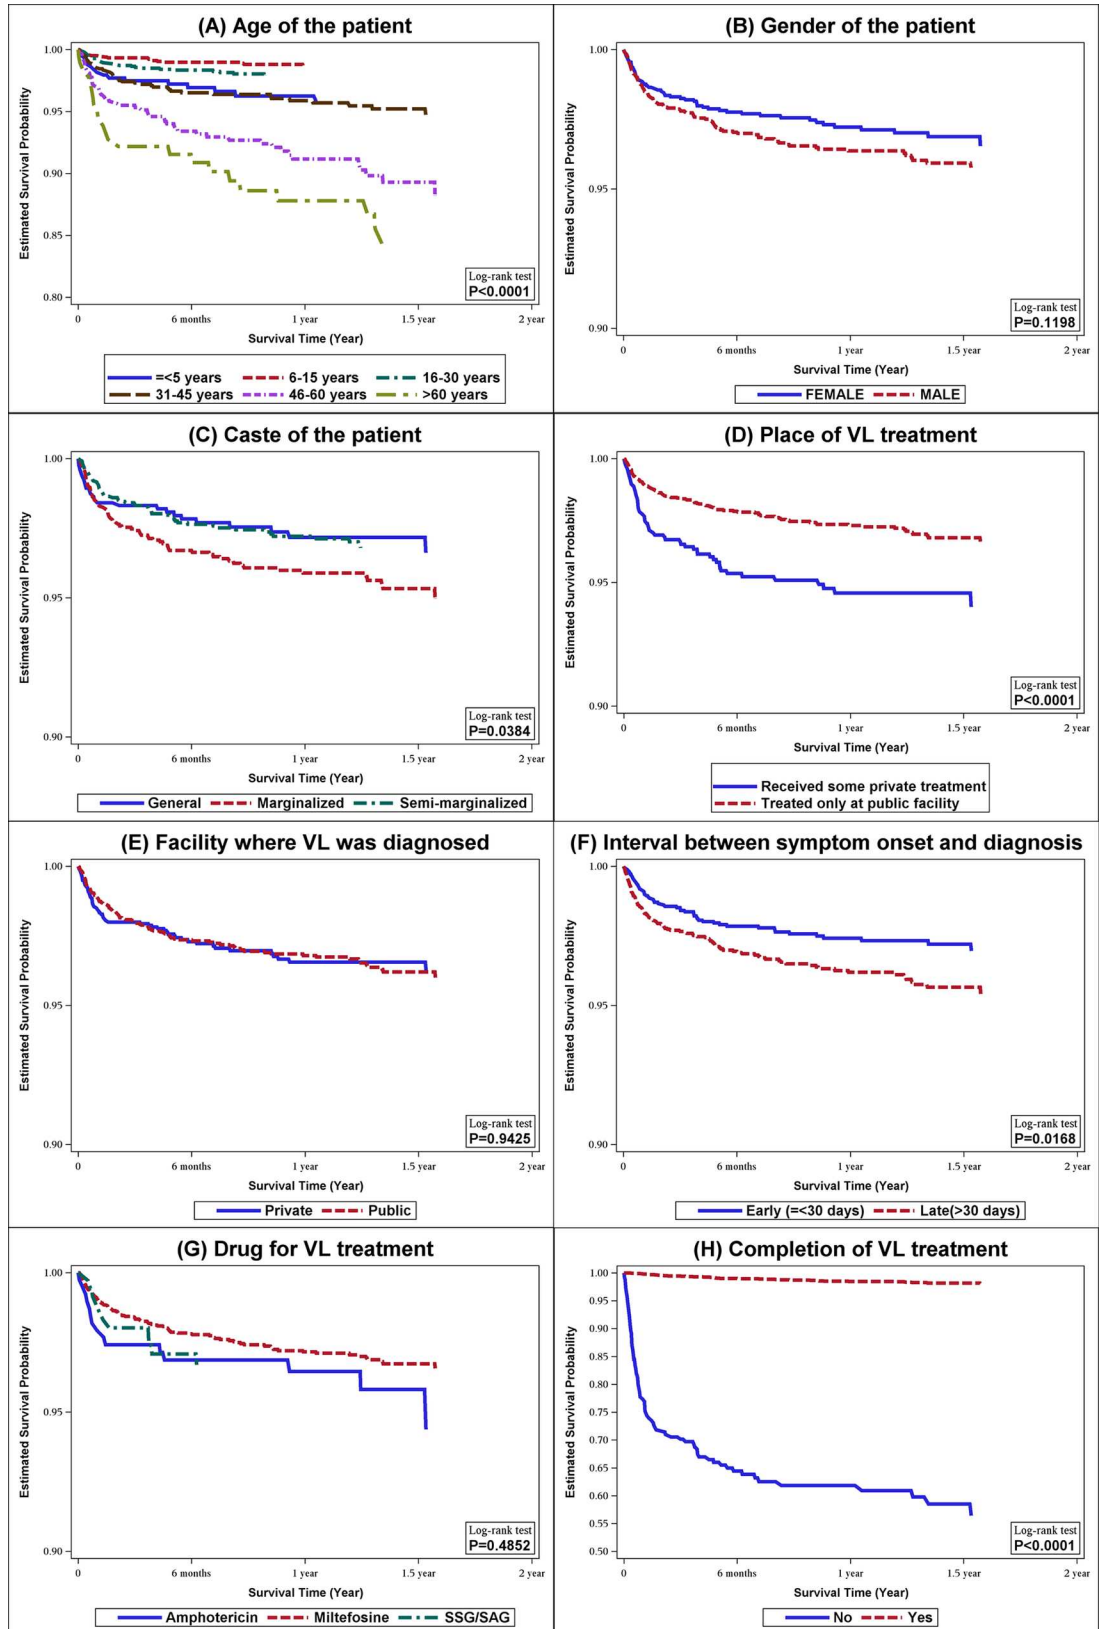 (A) Age of the patient
Estimated Survival Probability
1.00
0.95
0.90
0.85
0.80
0
6 months
1 year
1.5 year
2 year
Survival Time (Year)
Log-rank test
P<0.0001
=<5 years
6-15 years
16-30 years
31-45 years
46-60 years
>60 years
(B) Gender of the patient
Estimated Survival Probability
1.00
0.95
0.90
0
6 months
1 year
1.5 year
2 year
Survival Time (Year)
Log-rank test
P=0.1198
FEMALE
MALE
(C) Caste of the patient
Estimated Survival Probability
1.00
0.95
0.90
0
6 months
1 year
1.5 year
2 year
Survival Time (Year)
Log-rank test
P=0.0384
General
Marginalized
Semi-marginalized
(D) Place of VL treatment
Estimated Survival Probability
1.00
0.95
0.90
0
6 months
1 year
1.5 year
2 year
Survival Time (Year)
Log-rank test
P<0.0001
Received some private treatment
Treated only at public facility
(E) Facility where VL was diagnosed
Estimated Survival Probability
1.00
0.95
0.90
0
6 months
1 year
1.5 year
2 year
Survival Time (Year)
Log-rank test
P=0.9425
Private
Public
(F) Interval between symptom onset and diagnosis
Estimated Survival Probability
1.00
0.95
0.90
0
6 months
1 year
1.5 year
2 year
Survival Time (Year)
Log-rank test
P=0.0168
Early (=<30 days)
Late(>30 days)
(G) Drug for VL treatment
Estimated Survival Probability
1.00
0.95
0.90
0
6 months
1 year
1.5 year
2 year
Survival Time (Year)
Log-rank test
P=0.4852
Amphotericin
Miltefosine
SSG/SAG
(H) Completion of VL treatment
Estimated Survival Probability
1.00
0.95
0.90
0.85
0.80
0.75
0.70
0.65
0.60
0.55
0.50
0
6 months
1 year
1.5 year
2 year
Survival Time (Year)
Log-rank test
P<0.0001
No
Yes